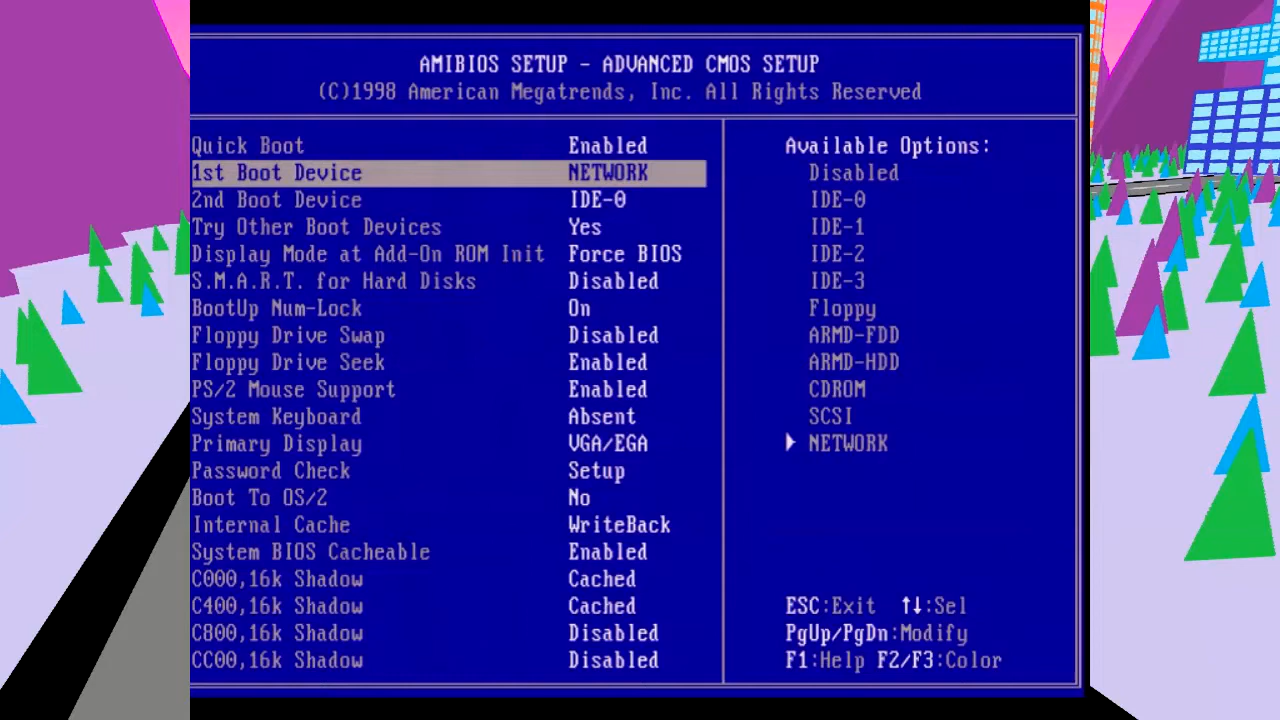 AMIBIOS SETUP - ADVANCED CMOS SETUP
(C)1998 American Megatrends, Inc. All Rights Reserved
Quick Boot Enabled
1st Boot Device NETWORK
2nd Boot Device IDE-0
Try Other Boot Devices Yes
Display Mode at Add-On ROM Init Force BIOS
S.M.A.R.T. for Hard Disks Disabled
BootUp Num-Lock On
Floppy Drive Swap Disabled
Floppy Drive Seek Enabled
PS/2 Mouse Support Enabled
System Keyboard Absent
Primary Display VGA/EGA
Password Check Setup
Boot To OS/2 No
Internal Cache WriteBack
System BIOS Cacheable Enabled
C000,16k Shadow Cached
C400,16k Shadow Cached
C800,16k Shadow Disabled
CC00,16k Shadow Disabled
Available Options:
Disabled
IDE-0
IDE-1
IDE-2
IDE-3
Floppy
ARMD-FDD
ARMD-HDD
CDROM
SCSI
NETWORK
ESC:Exit ↑↓:Sel
PgUp/PgDn:Modify
F1:Help F2/F3:Color